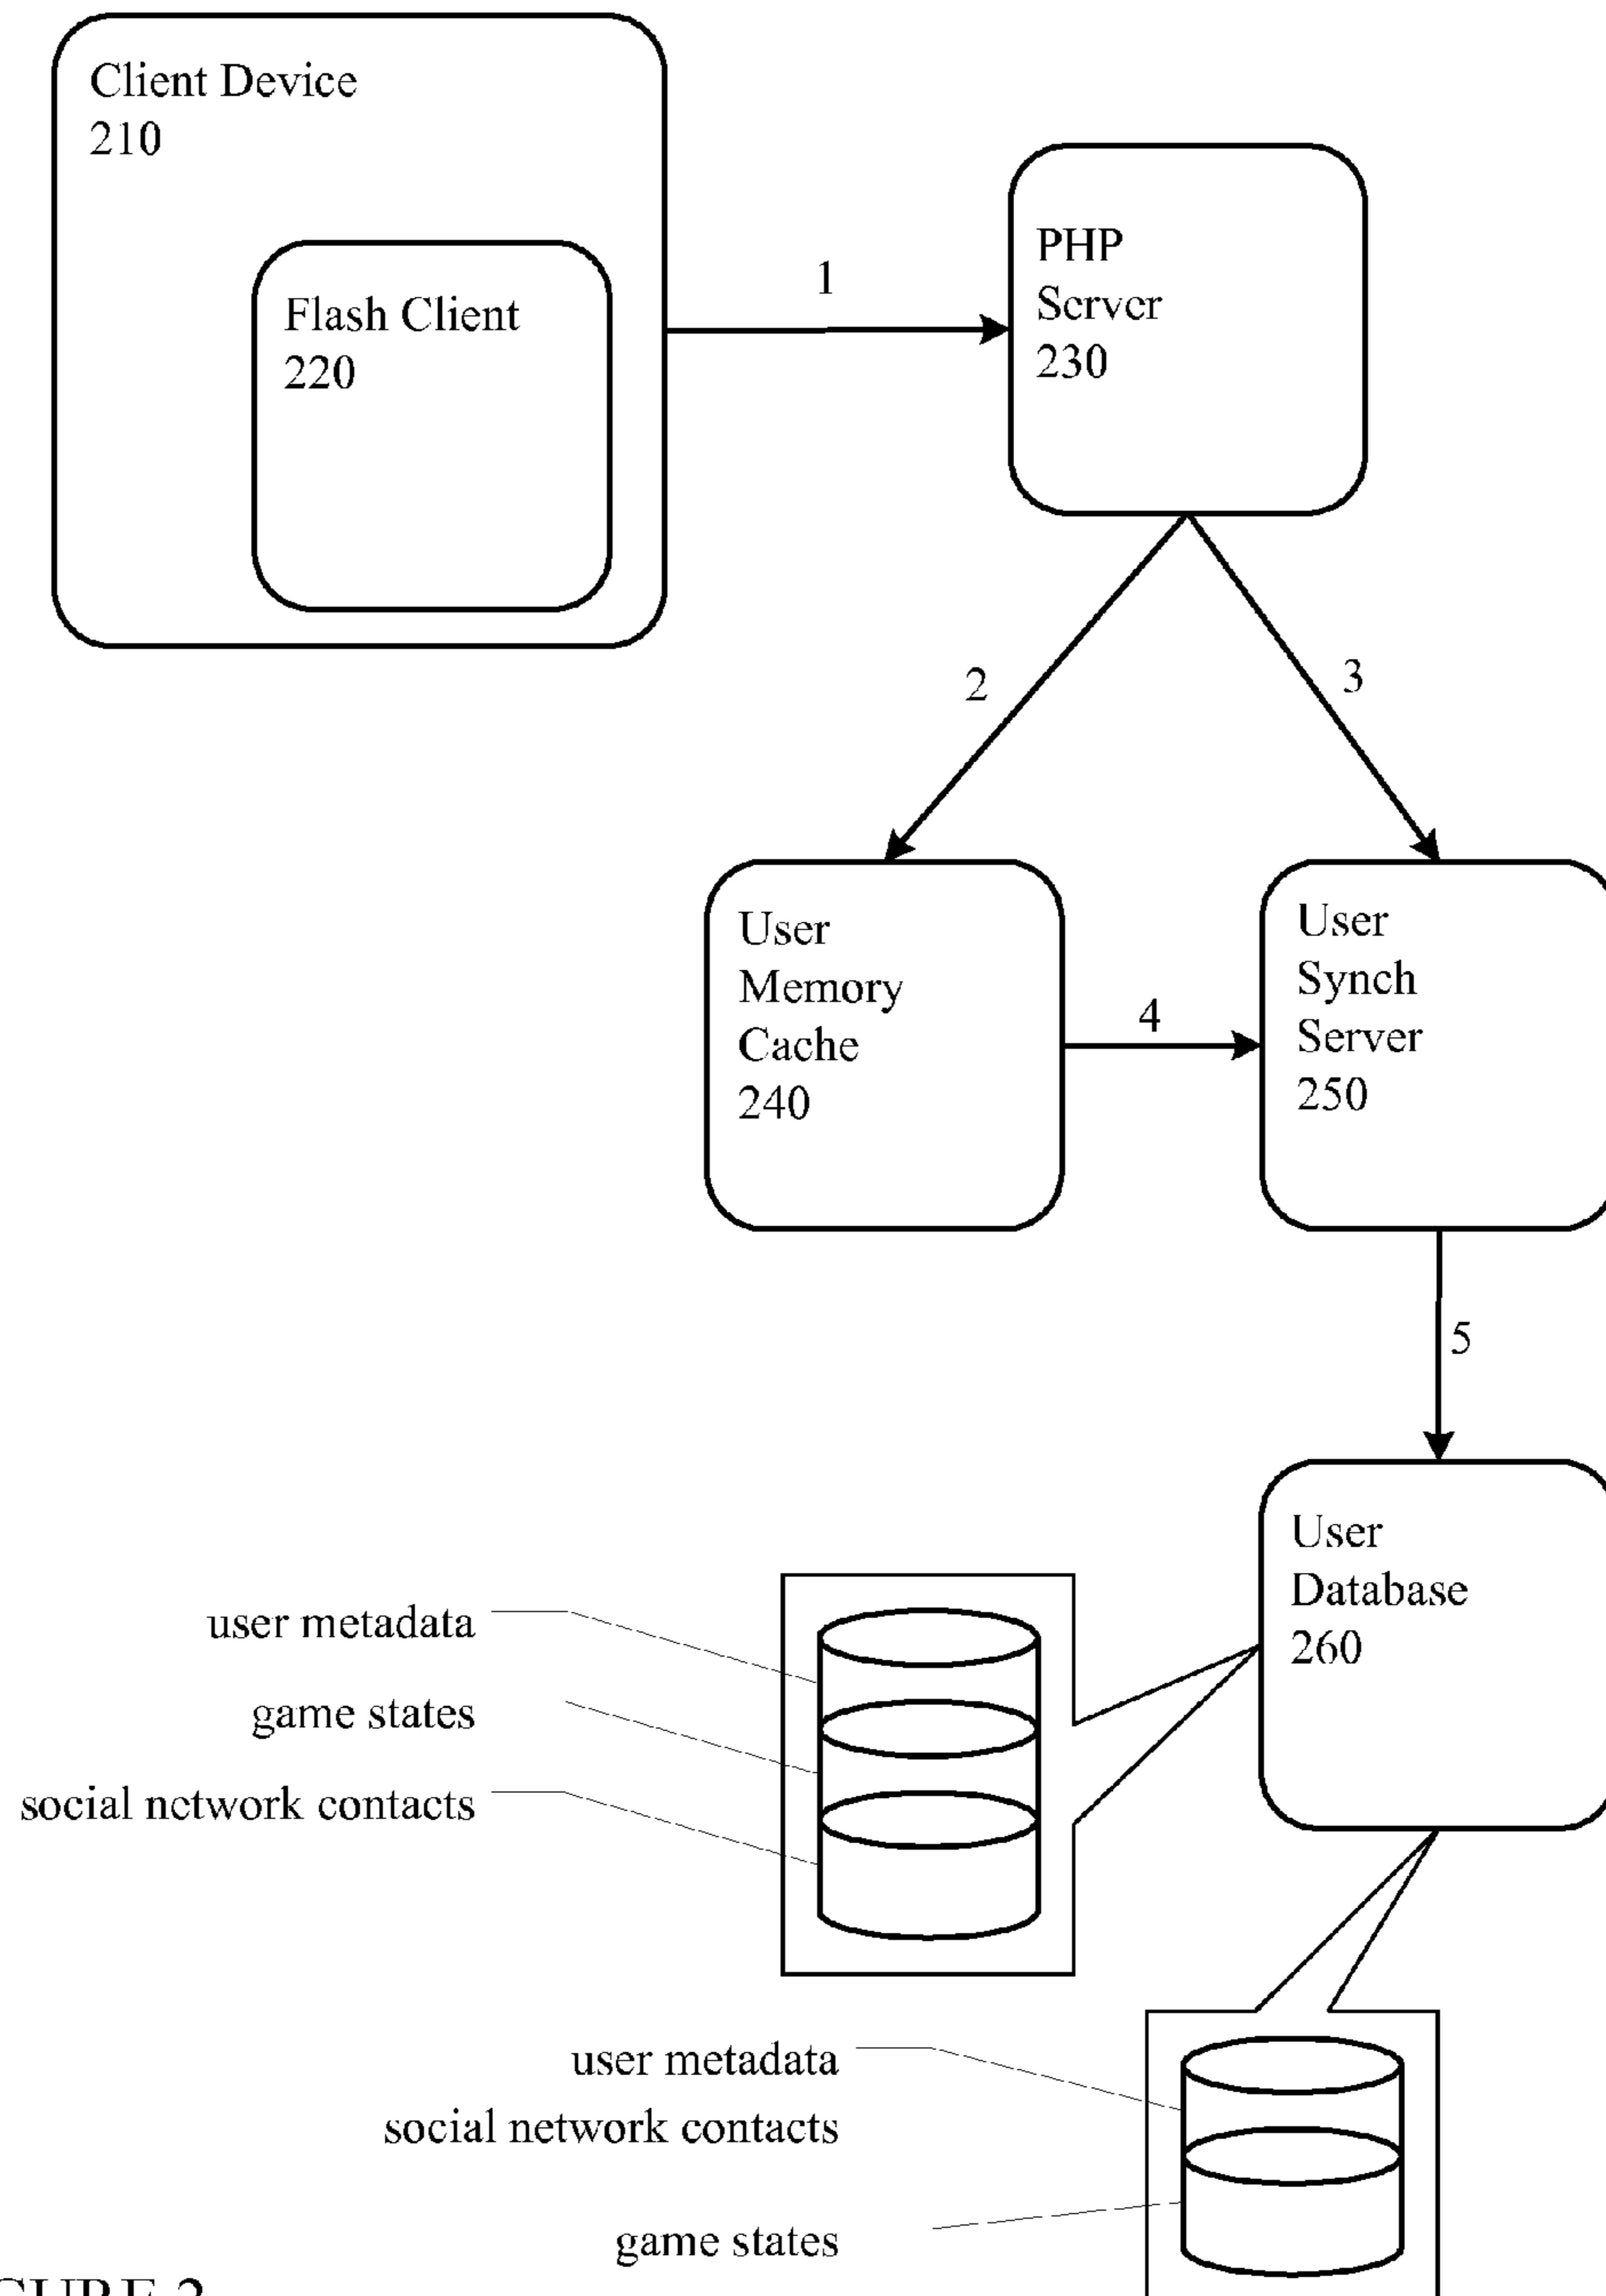 Client Device
210
Flash Client
220
1
PHP
Server
230
2
3
User
Memory
Cache
240
4
User
Synch
Server
250
5
User
Database
260
user metadata
game states
social network contacts
user metadata
social network contacts
game states